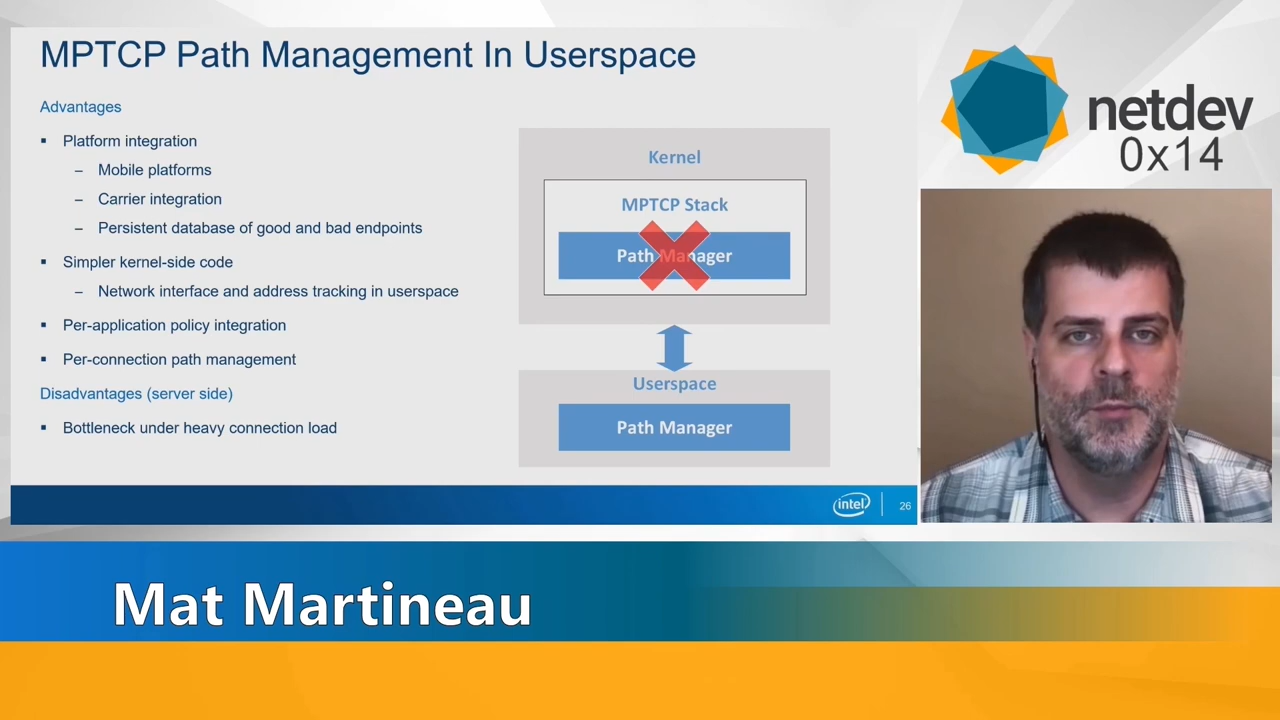 MPTCP Path Management In Userspace
Advantages
▪ Platform integration
– Mobile platforms
– Carrier integration
– Persistent database of good and bad endpoints
▪ Simpler kernel-side code
– Network interface and address tracking in userspace
▪ Per-application policy integration
▪ Per-connection path management
Disadvantages (server side)
▪ Bottleneck under heavy connection load
Kernel
MPTCP Stack
Path Manager
Userspace
Path Manager
intel
26
netdev
0x14
Mat Martineau